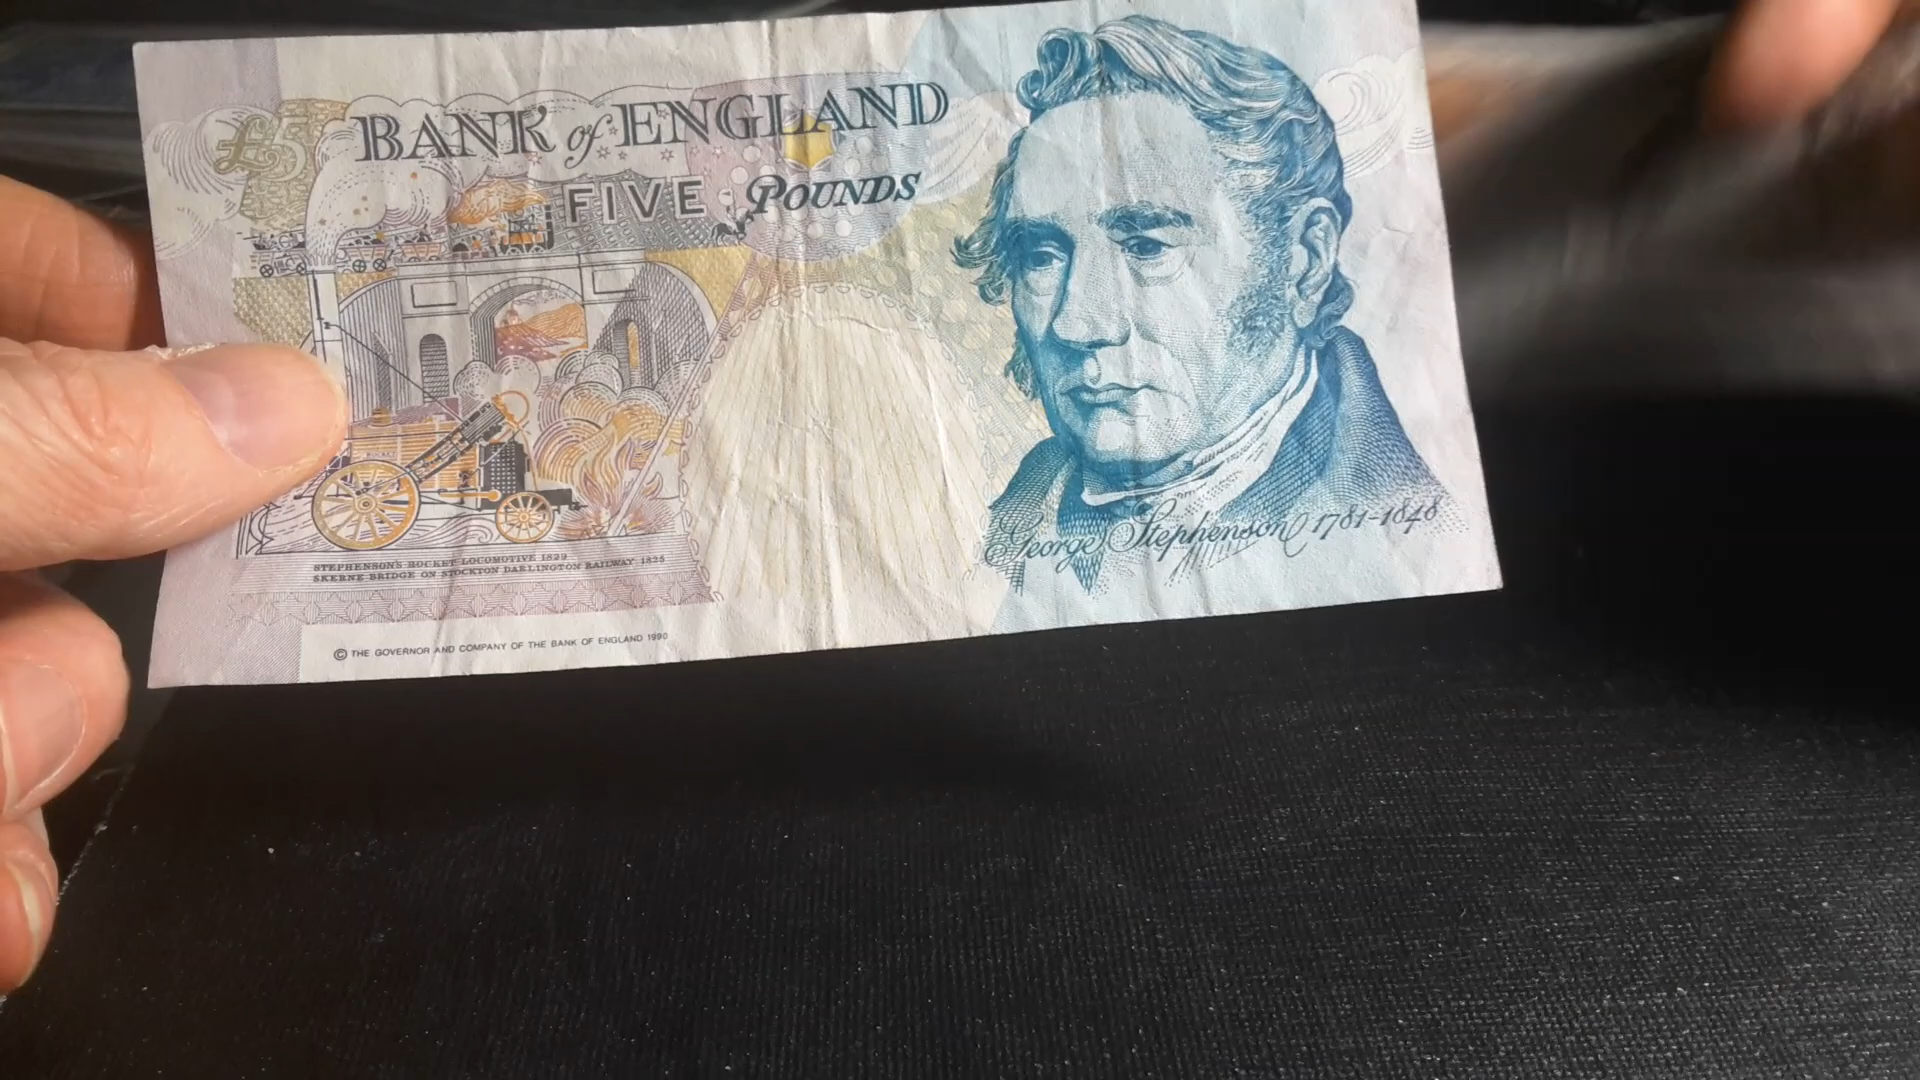 £5
BANK of ENGLAND
FIVE POUNDS
ROCKET
STEPHENSON'S ROCKET LOCOMOTIVE 1829
SKERNE BRIDGE ON STOCKTON DARLINGTON RAILWAY 1825
George Stephenson 1781-1848
© THE GOVERNOR AND COMPANY OF THE BANK OF ENGLAND 1990